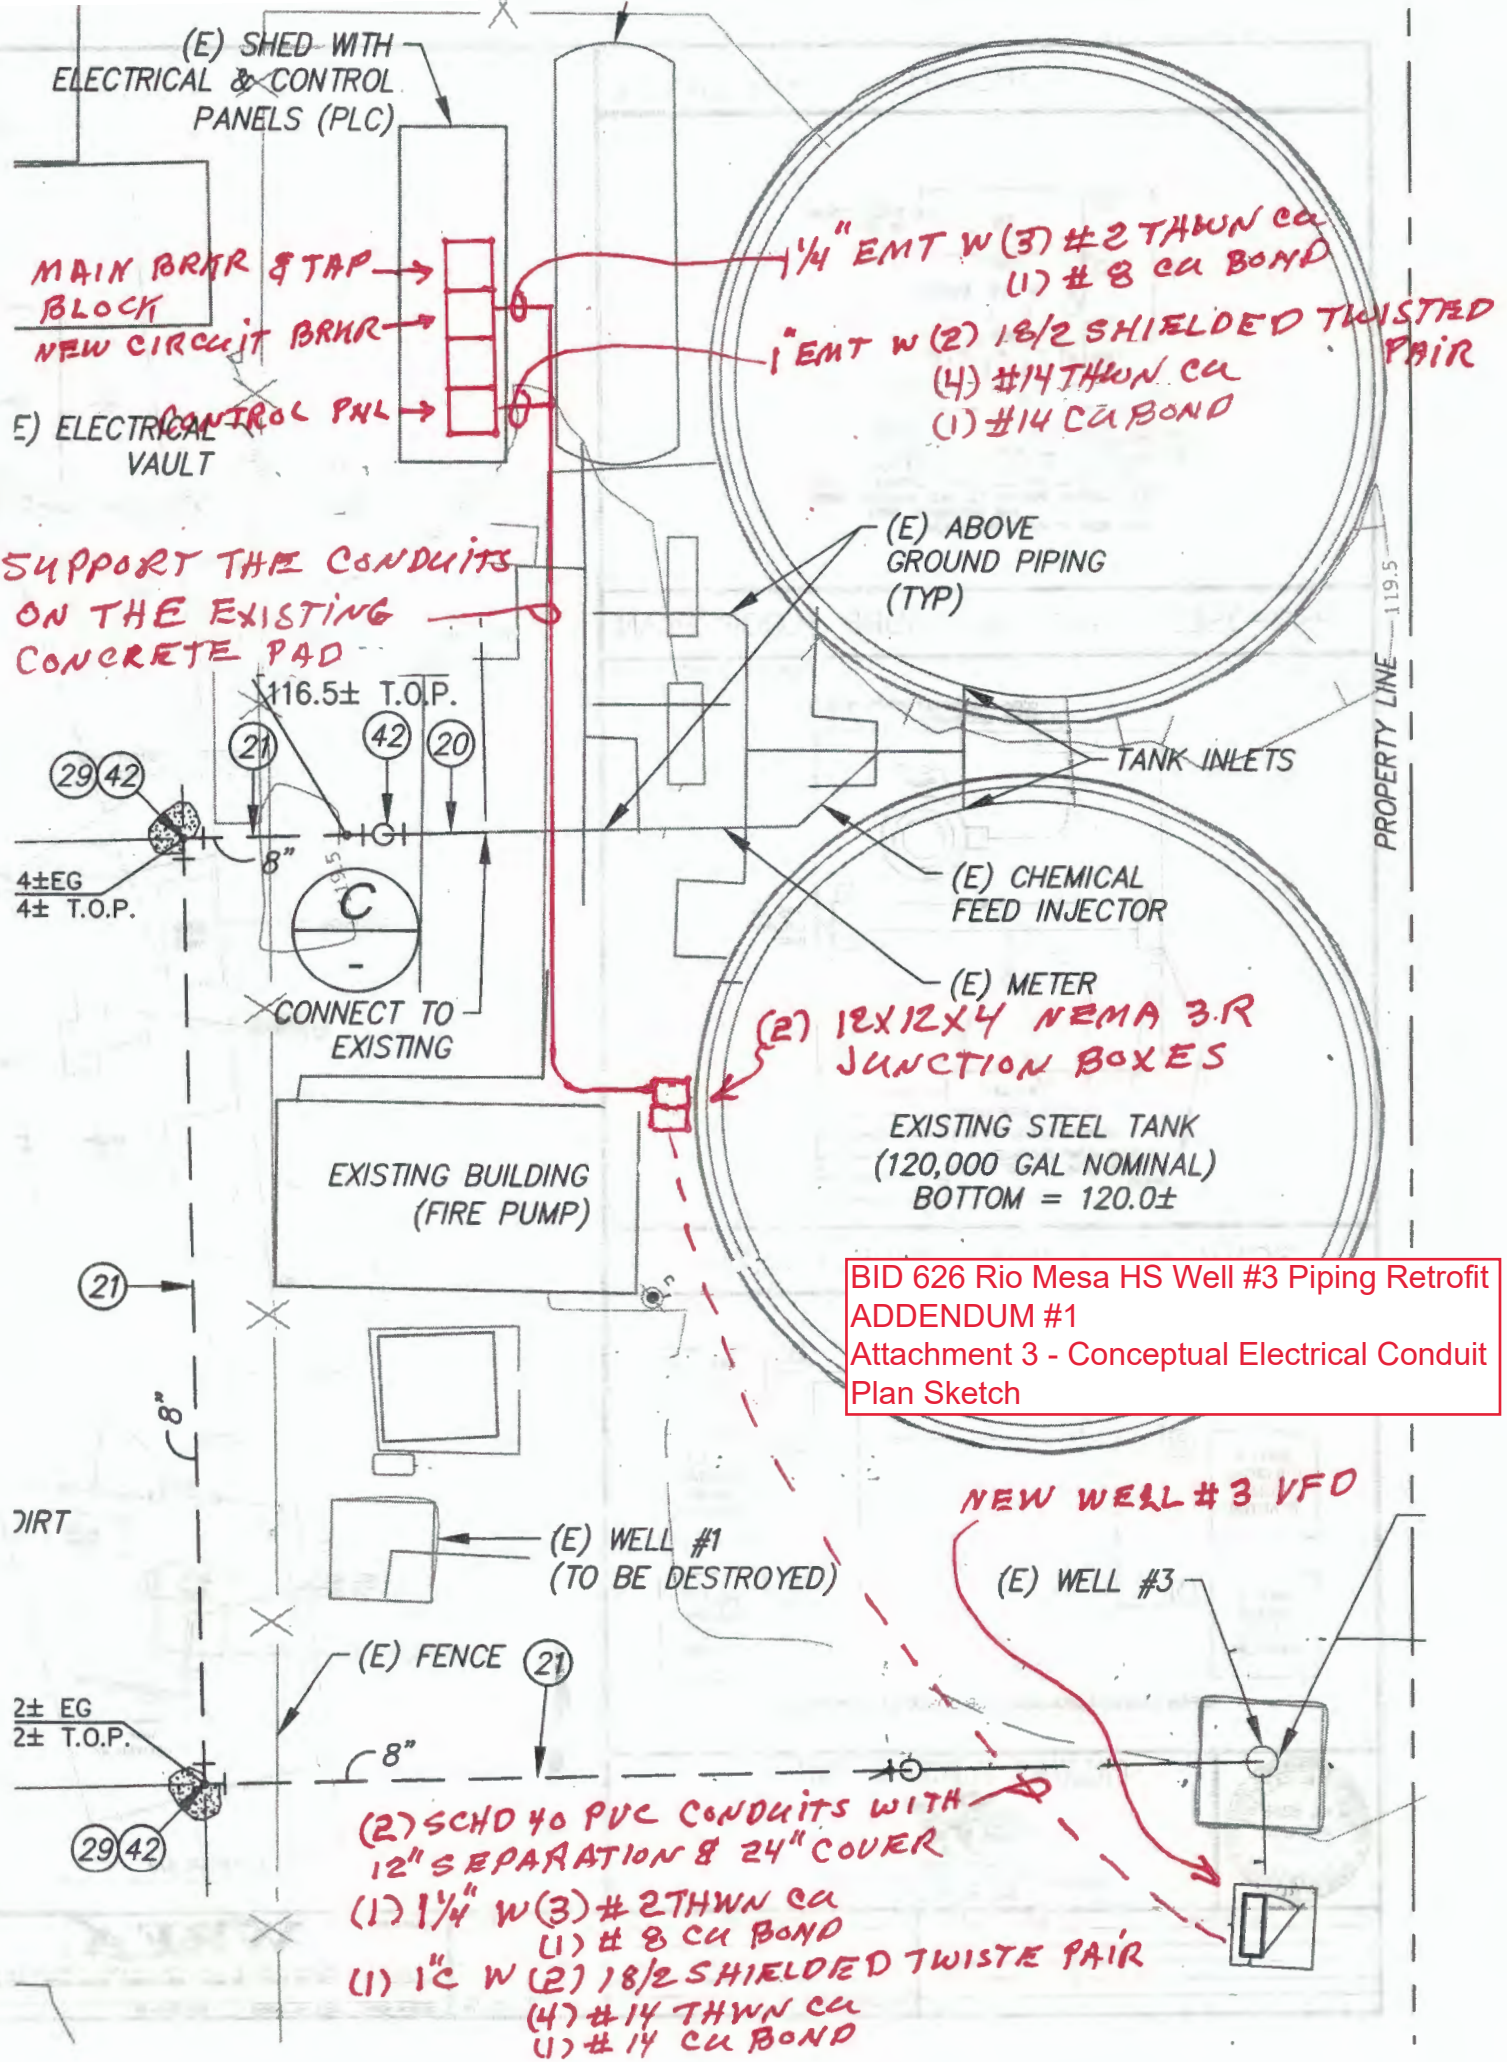 (E) SHED WITH
ELECTRICAL & CONTROL
PANELS (PLC)
MAIN BRKR & TAP
BLOCK
NEW CIRCUIT BRKR
CONTROL PNL
E) ELECTRICAL
VAULT
1 1/4" EMT W (3) #2 THWN CU
(1) # 8 CU BOND
1" EMT W (2) 18/2 SHIELDED TWISTED
PAIR
(4) #14 THWN CU
(1) #14 CU BOND
SUPPORT THE CONDUITS
ON THE EXISTING
CONCRETE PAD
(E) ABOVE
GROUND PIPING
(TYP)
119.5
PROPERTY LINE
116.5± T.O.P.
21
42
20
29
42
8"
119.5
4±EG
4± T.O.P.
C
-
TANK INLETS
(E) CHEMICAL
FEED INJECTOR
(E) METER
CONNECT TO
EXISTING
(2) 12X12X4 NEMA 3.R
JUNCTION BOXES
EXISTING STEEL TANK
(120,000 GAL NOMINAL)
BOTTOM = 120.0±
EXISTING BUILDING
(FIRE PUMP)
21
BID 626 Rio Mesa HS Well #3 Piping Retrofit
ADDENDUM #1
Attachment 3 - Conceptual Electrical Conduit
Plan Sketch
8"
NEW WELL #3 VFD
DIRT
(E) WELL #1
(TO BE DESTROYED)
(E) WELL #3
(E) FENCE
21
2± EG
2± T.O.P.
8"
29
42
(2) SCHD 40 PVC CONDUITS WITH
12" SEPARATION & 24" COVER
(1) 1 1/4" W (3) # 2 THWN CU
(1) # 8 CU BOND
(1) 1"C W (2) 18/2 SHIELDED TWISTE PAIR
(4) # 14 THWN CU
(1) # 14 CU BOND